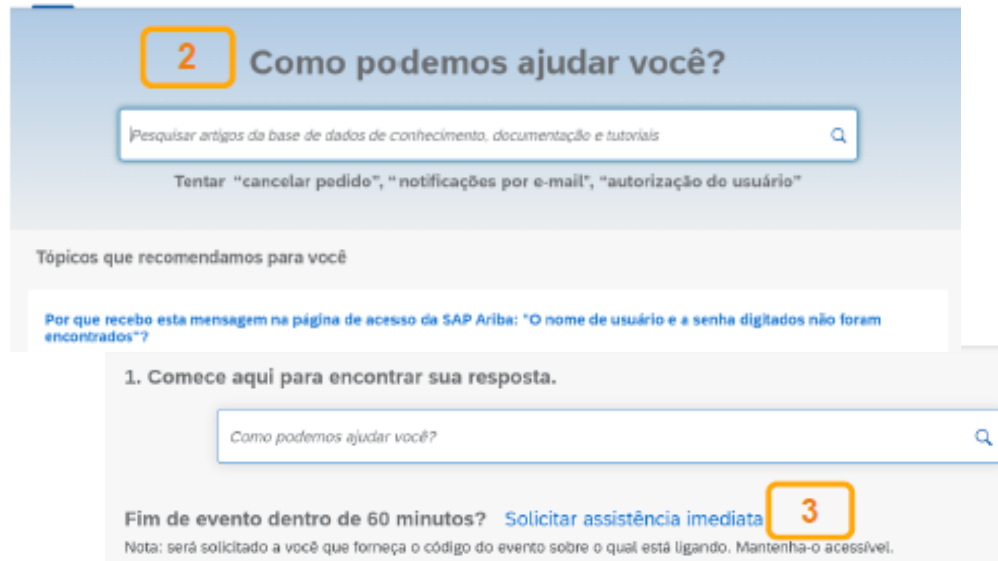 2
Como podemos ajudar você?
Pesquisar artigos da base de dados de conhecimento, documentação e tutoriais
Tentar "cancelar pedido", "notificações por e-mail", "autorização do usuário"
Tópicos que recomendamos para você
Por que recebo esta mensagem na página de acesso da SAP Ariba: "O nome de usuário e a senha digitados não foram
encontrados"?
1. Comece aqui para encontrar sua resposta.
Como podemos ajudar você?
Fim de evento dentro de 60 minutos? Solicitar assistência imediata 3
Nota: será solicitado a você que forneça o código do evento sobre o qual está ligando. Mantenha-o acessível.